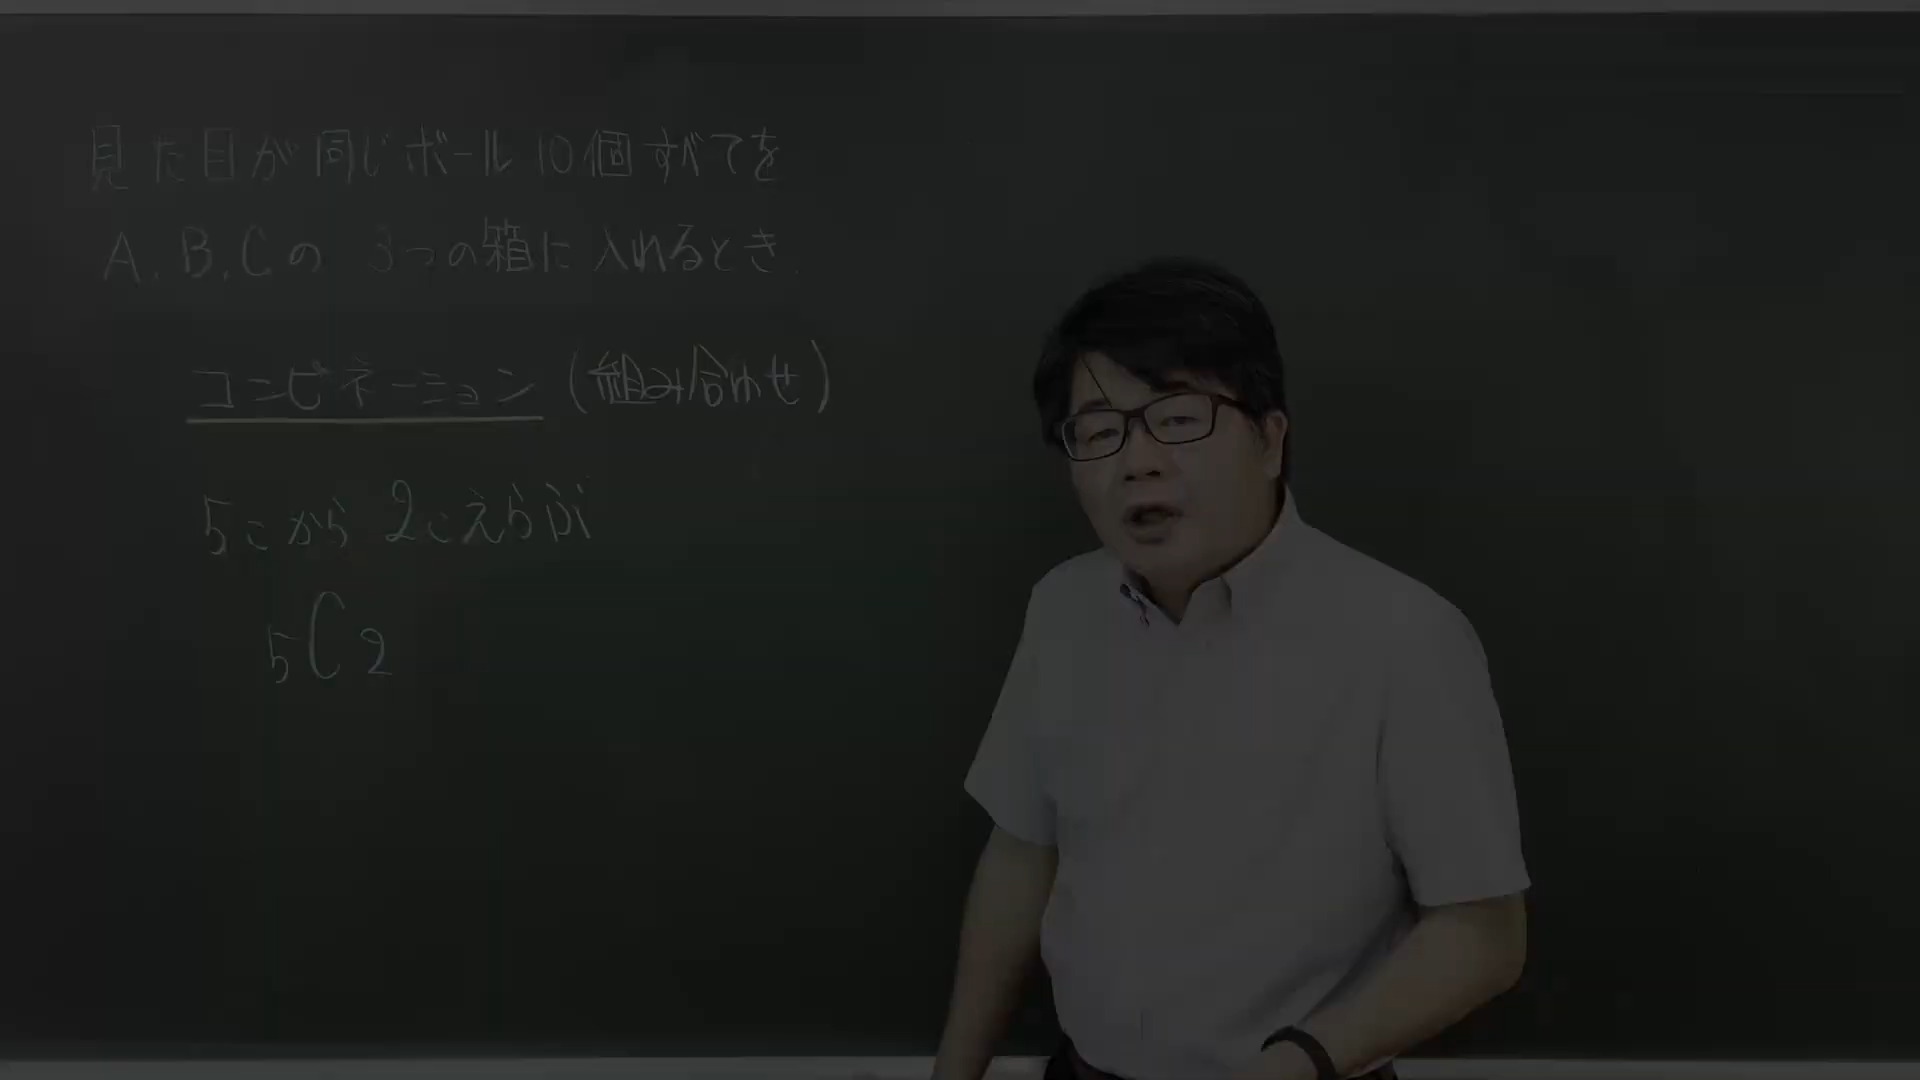 見た目が同じボール10個すべてを
A,B,Cの 3つの箱に入れるとき,
コンビネーション(組み合わせ)
5こから2こえらぶ
5C2